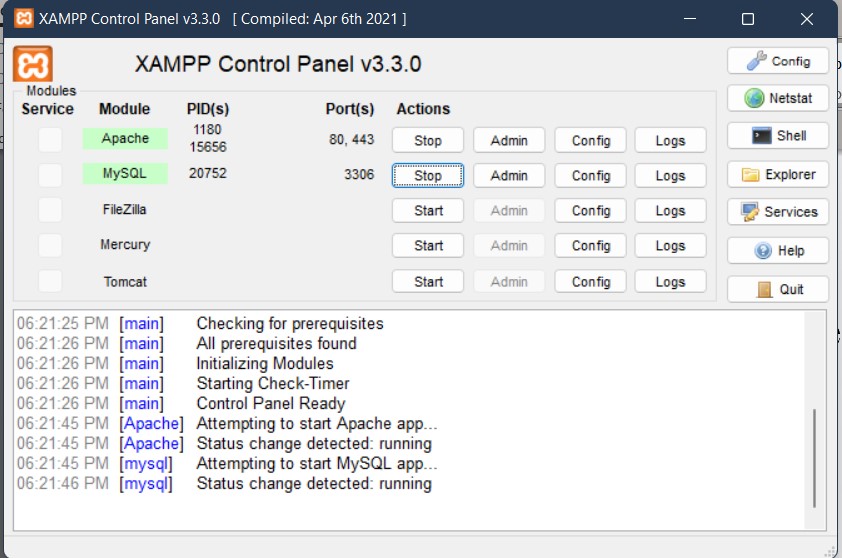 XAMPP Control Panel v3.3.0 [ Compiled: Apr 6th 2021 ]
XAMPP Control Panel v3.3.0
Config
Modules
Service Module PID(s) Port(s) Actions
Netstat
Apache 1180 15656 80, 443 Stop Admin Config Logs
Shell
MySQL 20752 3306 Stop Admin Config Logs
Explorer
FileZilla Start Admin Config Logs
Services
Mercury Start Admin Config Logs
Help
Tomcat Start Admin Config Logs
Quit
06:21:25 PM [main] Checking for prerequisites
06:21:26 PM [main] All prerequisites found
06:21:26 PM [main] Initializing Modules
06:21:26 PM [main] Starting Check-Timer
06:21:26 PM [main] Control Panel Ready
06:21:45 PM [Apache] Attempting to start Apache app...
06:21:45 PM [Apache] Status change detected: running
06:21:45 PM [mysql] Attempting to start MySQL app...
06:21:46 PM [mysql] Status change detected: running